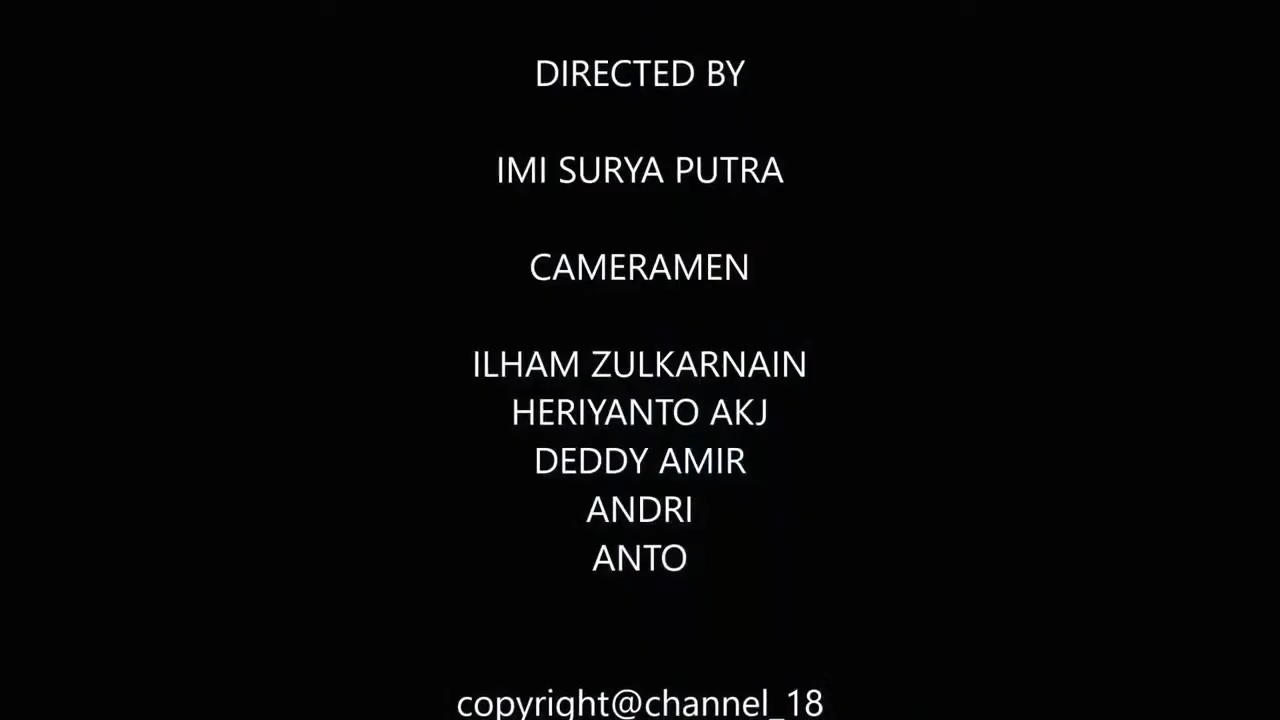 DIRECTED BY
IMI SURYA PUTRA
CAMERAMEN
ILHAM ZULKARNAIN
HERIYANTO AKJ
DEDDY AMIR
ANDRI
ANTO
copyright@channel_18